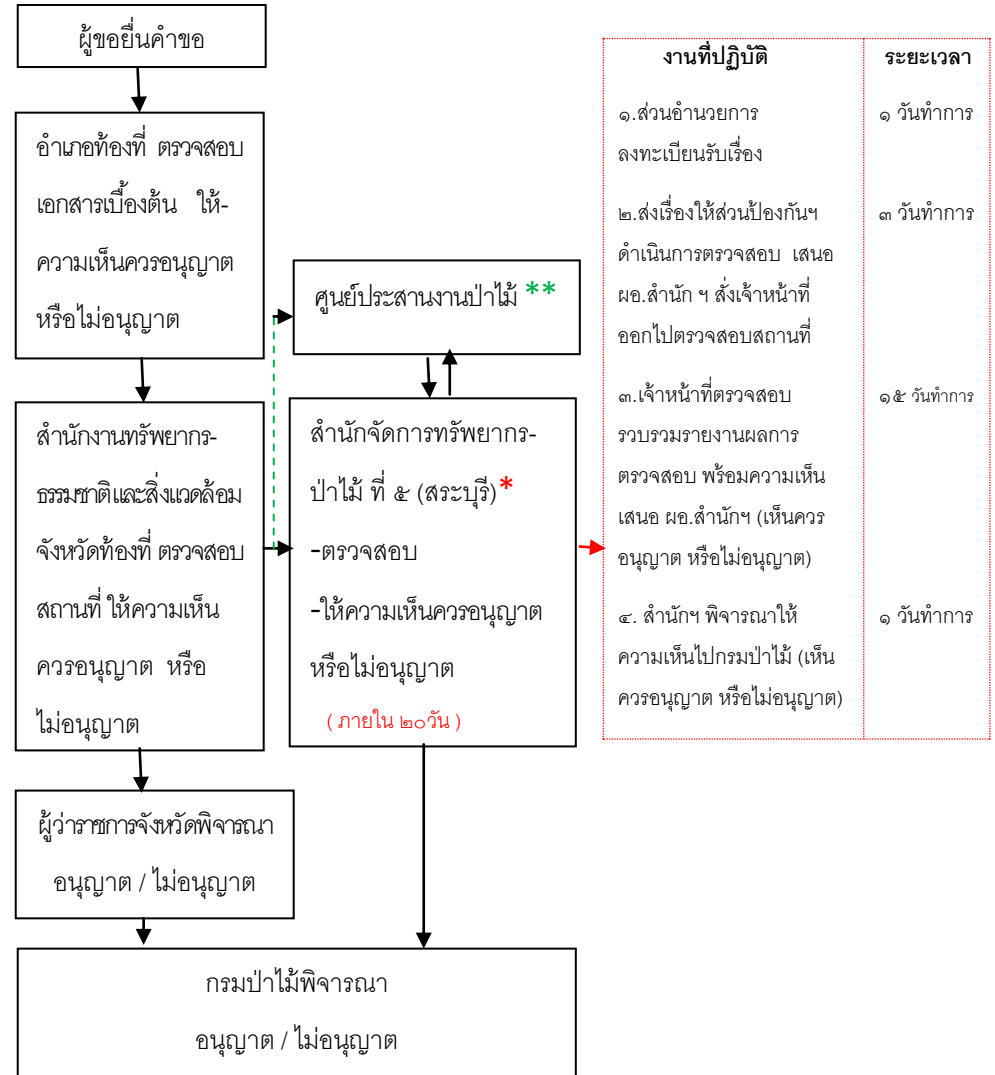 ผู้ขอยื่นคำขอ
อำเภอท้องที่ ตรวจสอบ
เอกสารเบื้องต้น ให้-
ความเห็นควรอนุญาต
หรือไม่อนุญาต
สำนักงานทรัพยากร-
ธรรมชาติและสิ่งแวดล้อม
จังหวัดท้องที่ ตรวจสอบ
สถานที่ ให้ความเห็น
ควรอนุญาต หรือ
ไม่อนุญาต
ผู้ว่าราชการจังหวัดพิจารณา
อนุญาต / ไม่อนุญาต
ศูนย์ประสานงานป่าไม้ **
สำนักจัดการทรัพยากร-
ป่าไม้ ที่ ๕ (สระบุรี)*
-ตรวจสอบ
-ให้ความเห็นควรอนุญาต
หรือไม่อนุญาต
( ภายใน ๒๐วัน )
กรมป่าไม้พิจารณา
อนุญาต / ไม่อนุญาต
งานที่ปฏิบัติ ระยะเวลา
๑.ส่วนอำนวยการ ๑ วันทำการ
ลงทะเบียนรับเรื่อง
๒.ส่งเรื่องให้ส่วนป้องกันฯ ๓ วันทำการ
ดำเนินการตรวจสอบ เสนอ
ผอ.สำนัก ฯ สั่งเจ้าหน้าที่
ออกไปตรวจสอบสถานที่
๓.เจ้าหน้าที่ตรวจสอบ ๑๕ วันทำการ
รวบรวมรายงานผลการ
ตรวจสอบ พร้อมความเห็น
เสนอ ผอ.สำนักฯ (เห็นควร
อนุญาต หรือไม่อนุญาต)
๔. สำนักฯ พิจารณาให้ ๑ วันทำการ
ความเห็นไปกรมป่าไม้ (เห็น
ควรอนุญาต หรือไม่อนุญาต)